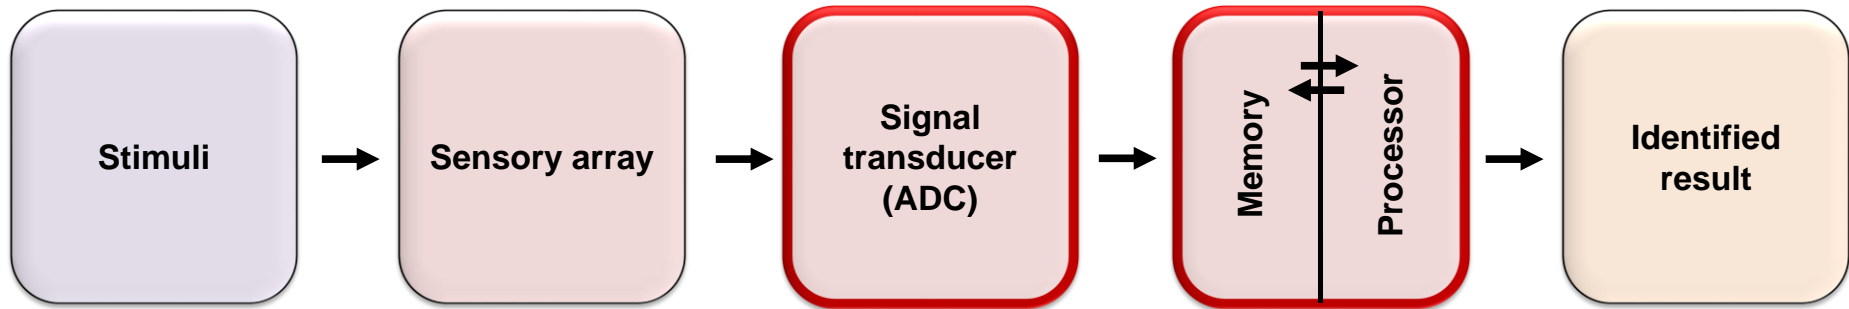 Stimuli
Sensory array
Signal
transducer
(ADC)
Memory
Processor
Identified
result